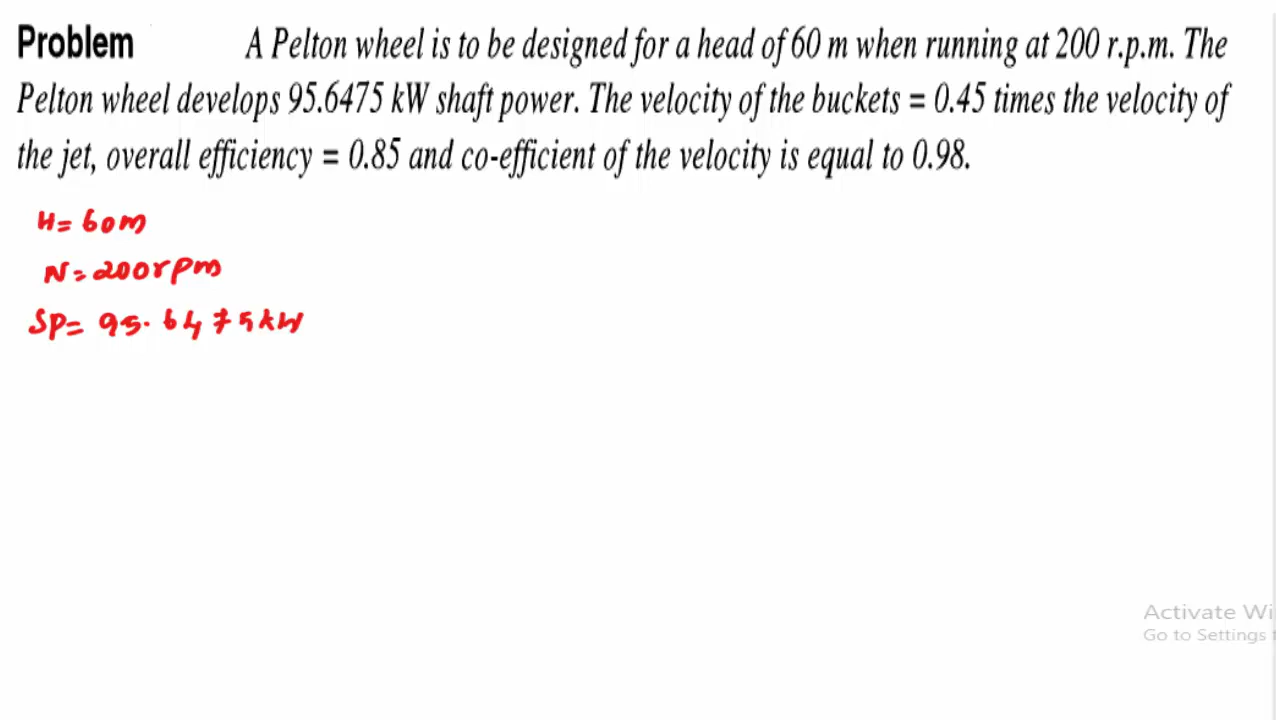 Problem A Pelton wheel is to be designed for a head of 60 m when running at 200 r.p.m. The
Pelton wheel develops 95.6475 kW shaft power. The velocity of the buckets = 0.45 times the velocity of
the jet, overall efficiency = 0.85 and co-efficient of the velocity is equal to 0.98.
H= 60m
N=200rpm
SP= 95.6475kW
Activate Wi
Go to Settings